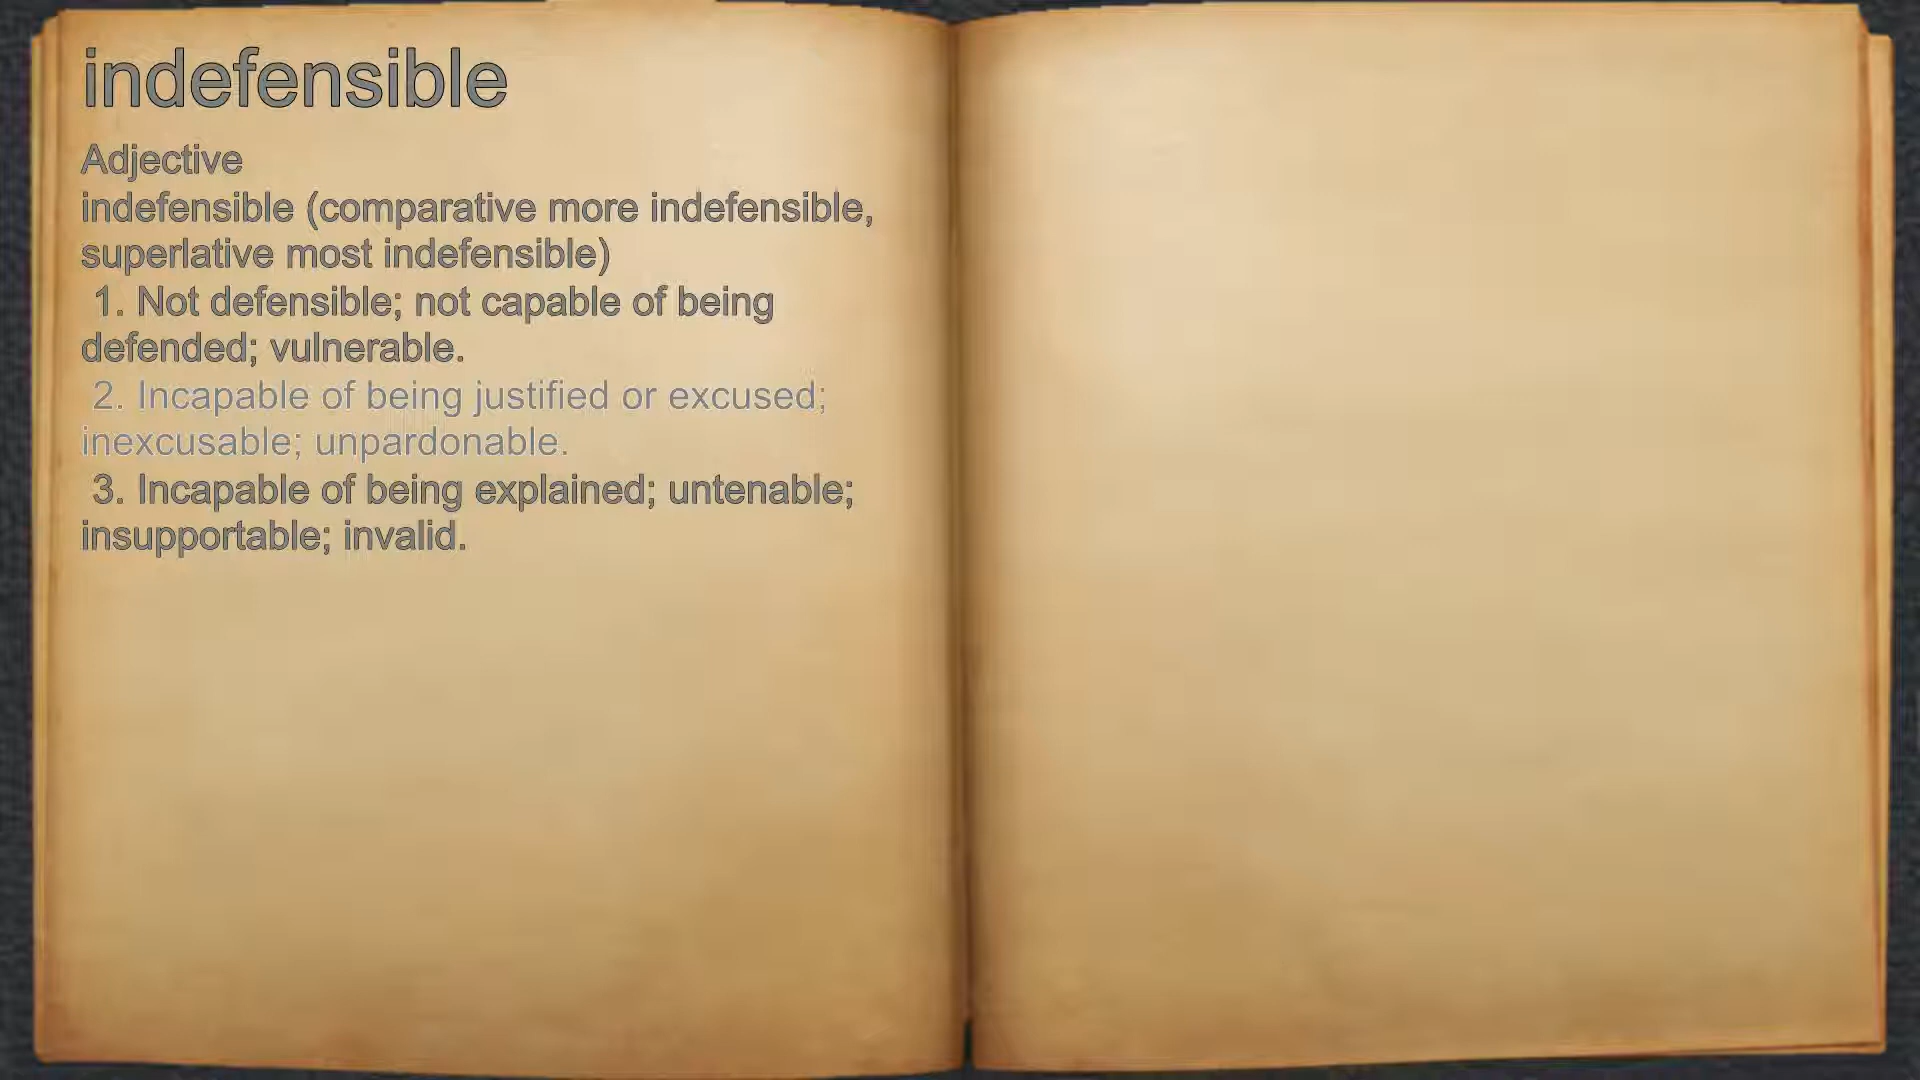 indefensible
Adjective
indefensible (comparative more indefensible,
superlative most indefensible)
1. Not defensible; not capable of being
defended; vulnerable.
2. Incapable of being justified or excused;
inexcusable; unpardonable.
3. Incapable of being explained; untenable;
insupportable; invalid.